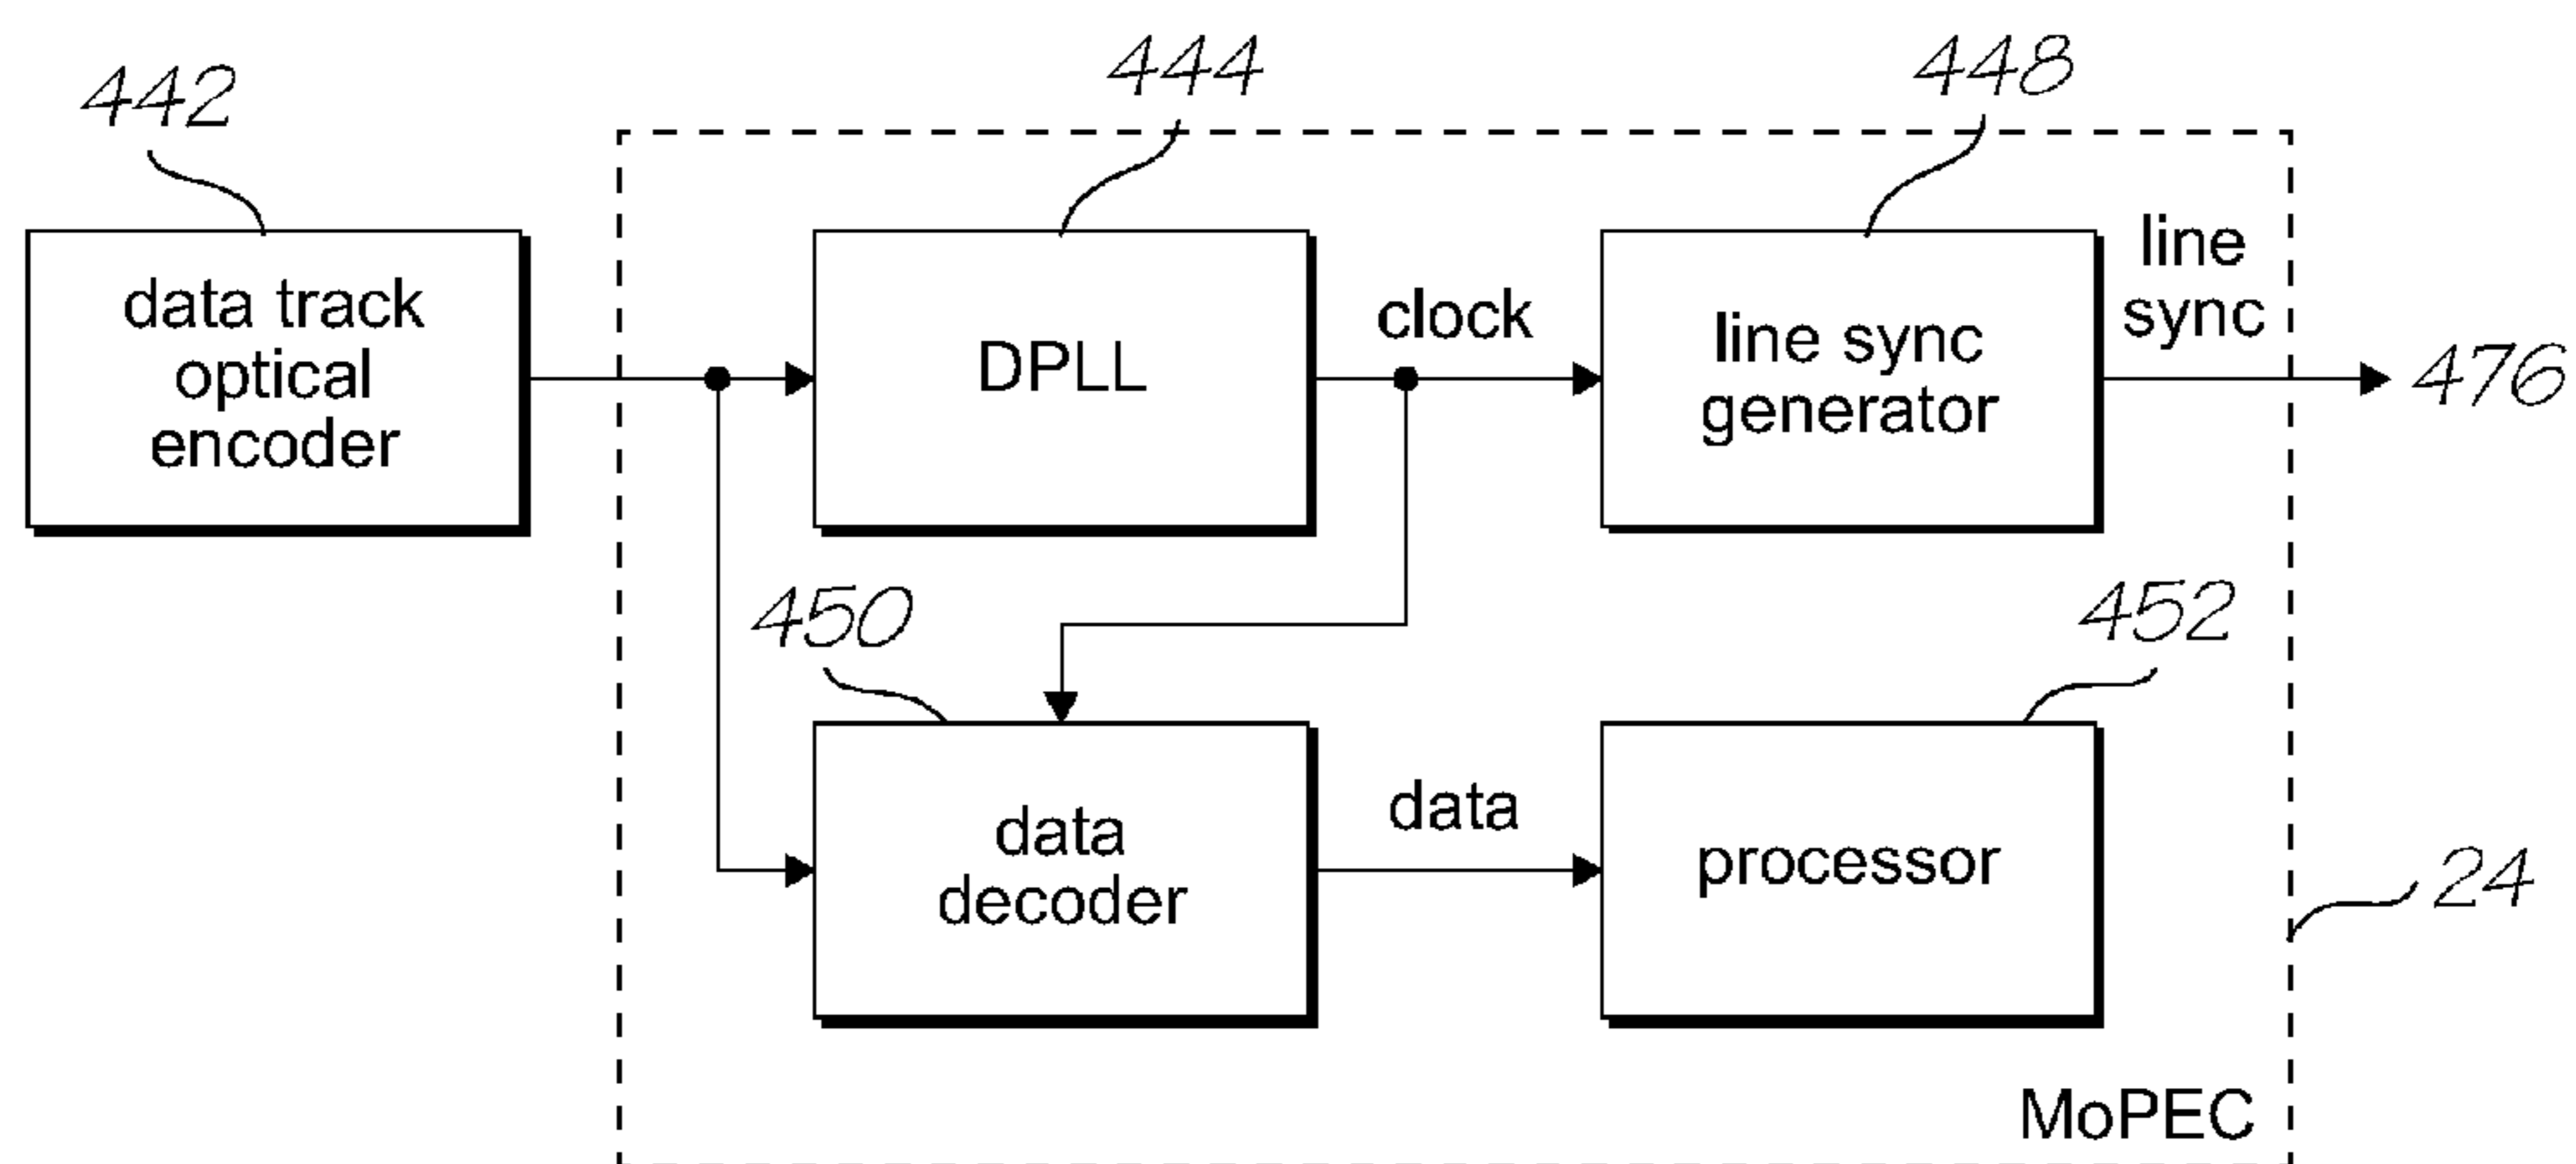 442
444
448
data track
optical
encoder
DPLL
clock
line sync
generator
line
sync
476
450
452
data
decoder
data
processor
24
MoPEC